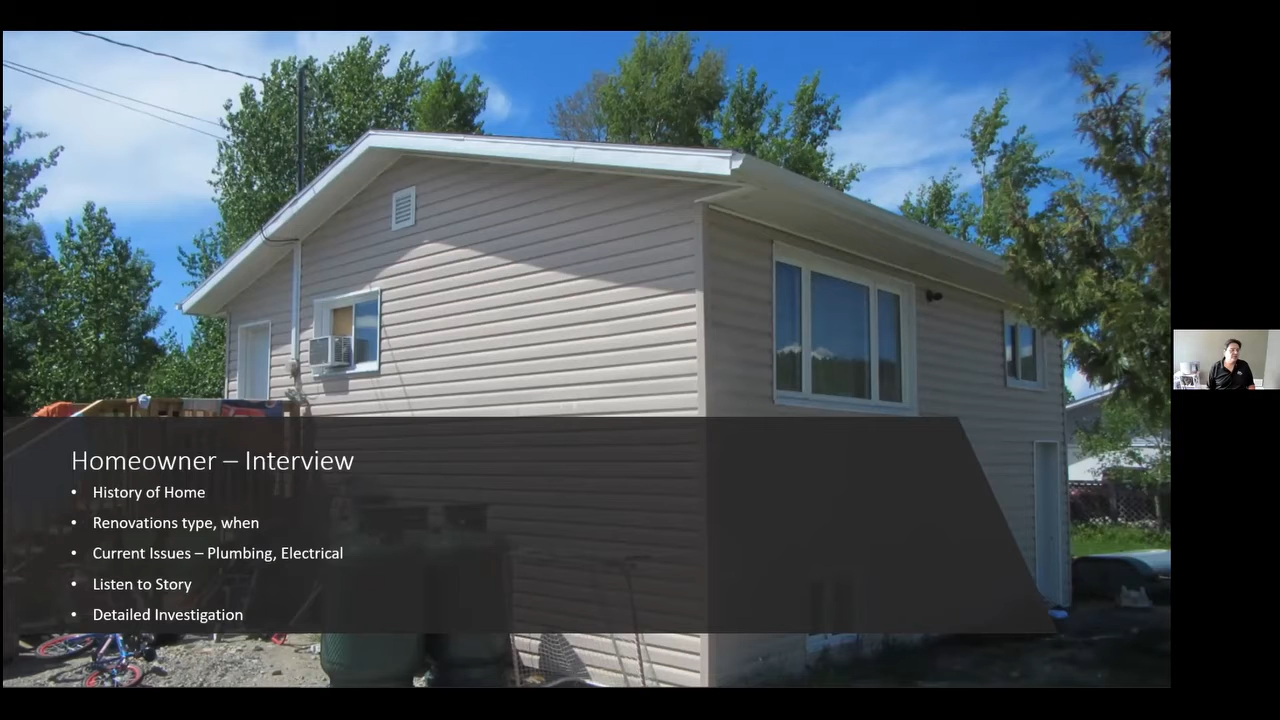 Homeowner – Interview
• History of Home
• Renovations type, when
• Current Issues – Plumbing, Electrical
• Listen to Story
• Detailed Investigation